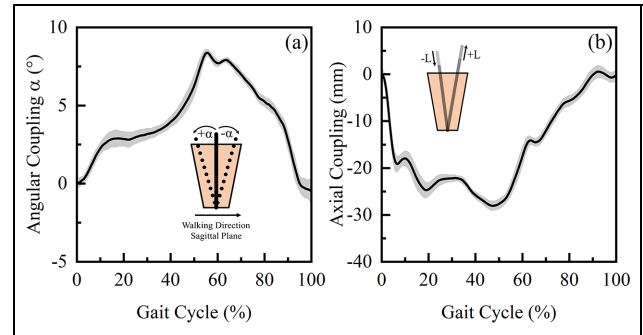 (a)
Angular Coupling α (°)
10
5
0
-5
+α -α
Walking Direction
Sagittal Plane
0 20 40 60 80 100
Gait Cycle (%)
(b)
Axial Coupling (mm)
10
0
-10
-20
-30
-40
-L +L
0 20 40 60 80 100
Gait Cycle (%)